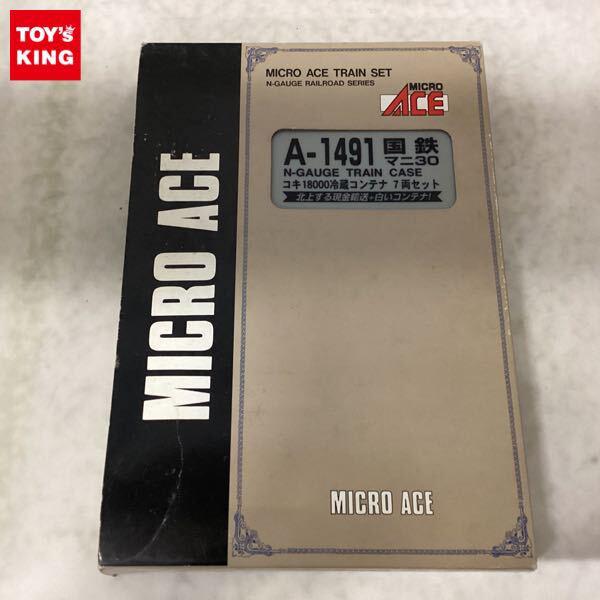 TOY'S
KING
MICRO ACE TRAIN SET
N-GAUGE RAILROAD SERIES
MICRO
ACE
A-1491 国鉄
マニ30
N-GAUGE TRAIN CASE
コキ18000冷蔵コンテナ 7両セット
北上する現金輸送+白いコンテナ!
MICRO ACE
MICRO ACE